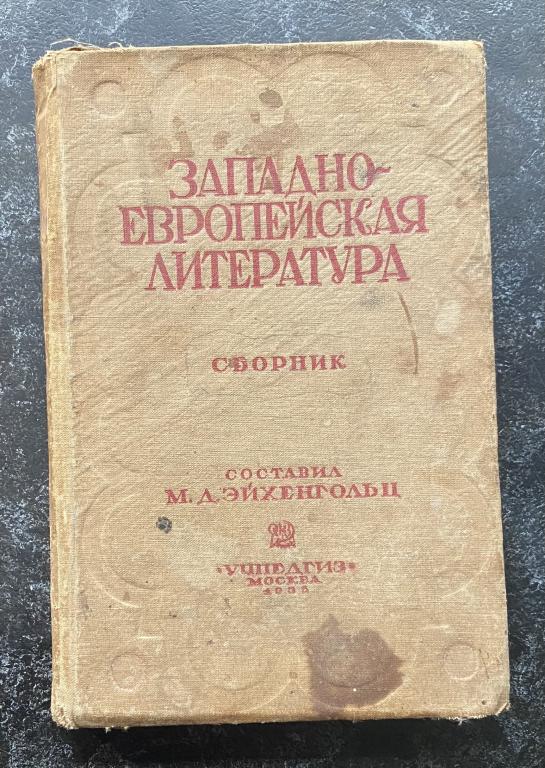 ЗАПАДНО-
ЕВРОПЕЙСКАЯ
ЛИТЕРАТУРА
СБОРНИК
СОСТАВИЛ
М. Д. ЭЙХЕНГОЛЬЦ
"УЧПЕДГИЗ"
МОСКВА